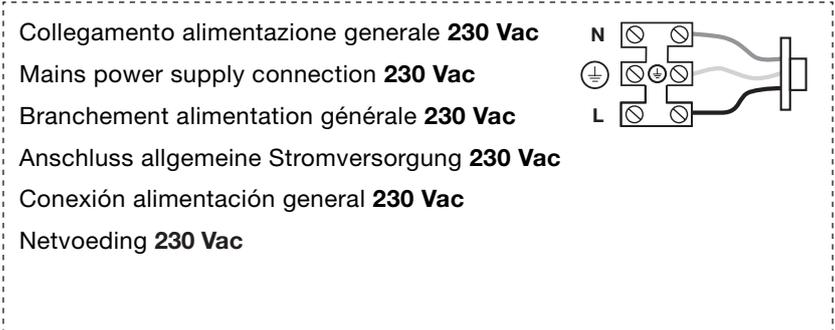 Collegamento alimentazione generale 230 Vac
Mains power supply connection 230 Vac
Branchement alimentation générale 230 Vac
Anschluss allgemeine Stromversorgung 230 Vac
Conexión alimentación general 230 Vac
Netvoeding 230 Vac
N
L